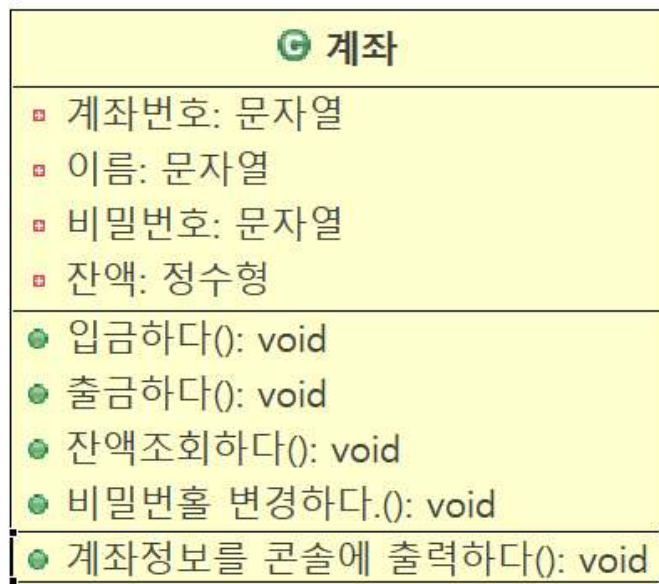 C 계좌
계좌번호: 문자열
이름: 문자열
비밀번호: 문자열
잔액: 정수형
입금하다(): void
출금하다(): void
잔액조회하다(): void
비밀번홀 변경하다.(): void
계좌정보를 콘솔에 출력하다(): void